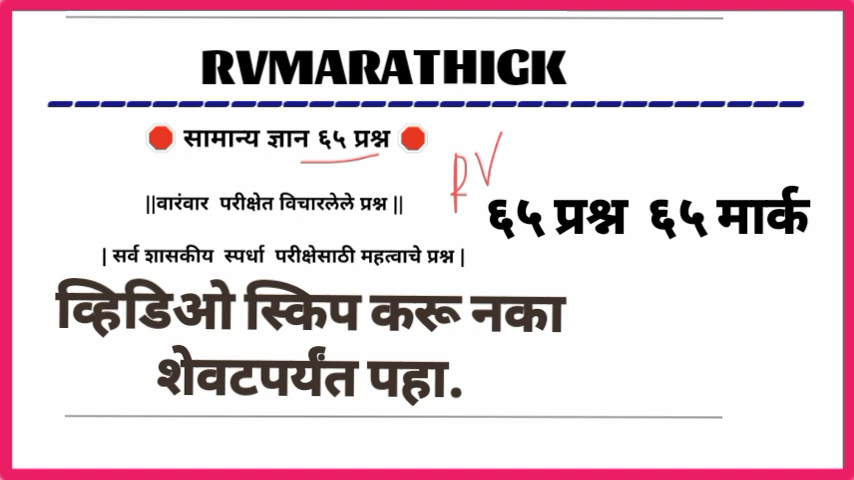 RVMARATHICK
सामान्य ज्ञान ६५ प्रश्न
RV
||वारंवार परीक्षेत विचारलेले प्रश्न ||
६५ प्रश्न ६५ मार्क
| सर्व शासकीय स्पर्धा परीक्षेसाठी महत्वाचे प्रश्न |
व्हिडिओ स्किप करू नका
शेवटपर्यंत पहा.